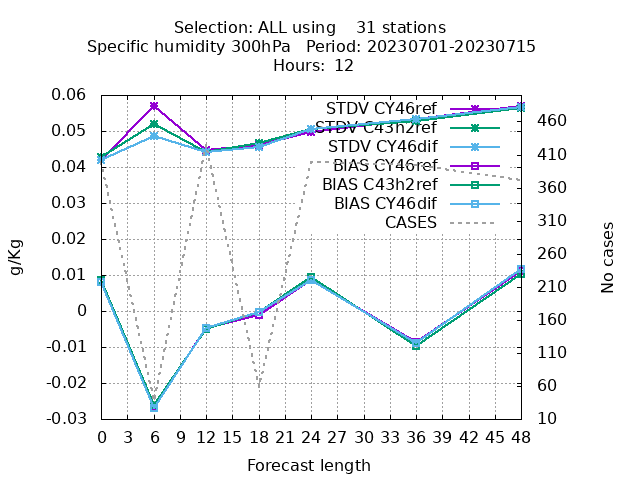 Selection: ALL using    31 stations
Specific humidity 300hPa   Period: 20230701-20230715
Hours:  12
0.06
0.05
0.04
0.03
0.02
0.01
0
-0.01
-0.02
-0.03
g/Kg
STDV CY46ref
STDV C43h2ref
STDV CY46dif
BIAS CY46ref
BIAS C43h2ref
BIAS CY46dif
CASES
460
410
360
310
260
210
160
110
60
10
No cases
0 3 6 9 12 15 18 21 24 27 30 33 36 39 42 45 48
Forecast length